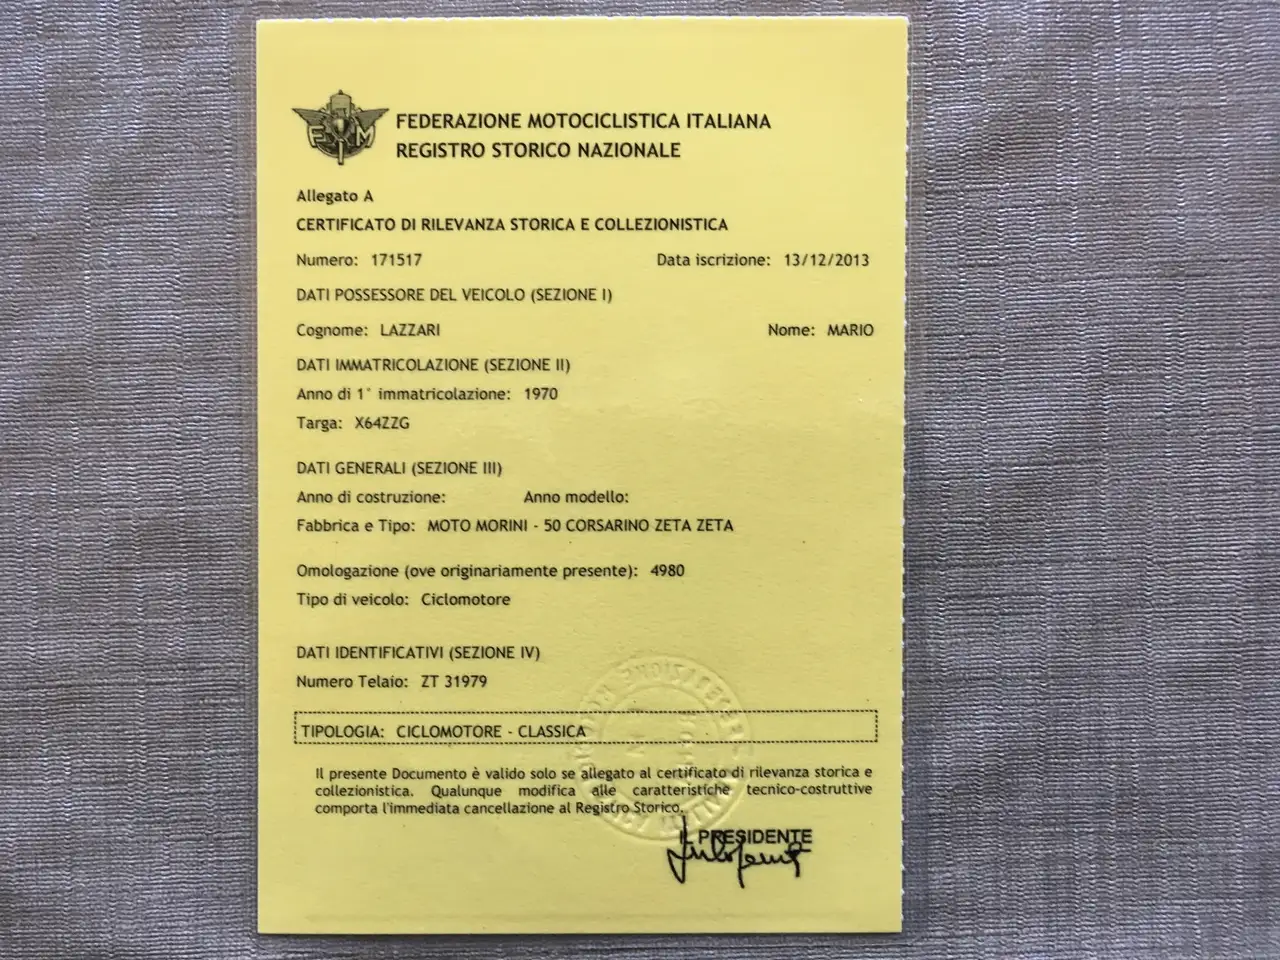 FEDERAZIONE MOTOCICLISTICA ITALIANA
REGISTRO STORICO NAZIONALE
FMI
Allegato A
CERTIFICATO DI RILEVANZA STORICA E COLLEZIONISTICA
Numero: 171517 Data iscrizione: 13/12/2013
DATI POSSESSORE DEL VEICOLO (SEZIONE I)
Cognome: LAZZARI Nome: MARIO
DATI IMMATRICOLAZIONE (SEZIONE II)
Anno di 1° immatricolazione: 1970
Targa: X64ZZG
DATI GENERALI (SEZIONE III)
Anno di costruzione: Anno modello:
Fabbrica e Tipo: MOTO MORINI - 50 CORSARINO ZETA ZETA
Omologazione (ove originariamente presente): 4980
Tipo di veicolo: Ciclomotore
DATI IDENTIFICATIVI (SEZIONE IV)
Numero Telaio: ZT 31979
TIPOLOGIA: CICLOMOTORE - CLASSICA
Il presente Documento è valido solo se allegato al certificato di rilevanza storica e
collezionistica. Qualunque modifica alle caratteristiche tecnico-costruttive
comporta l'immediata cancellazione al Registro Storico.
IL PRESIDENTE